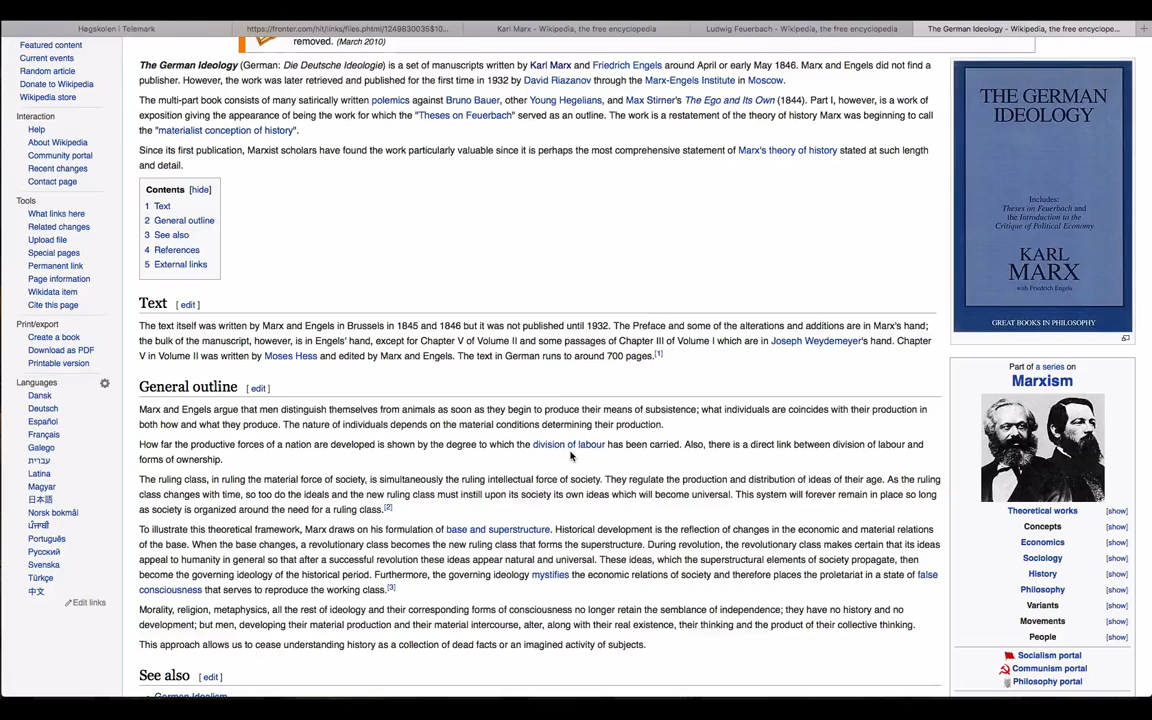 Høgskolen i Telemark
https://fronter.com/hit/links/files.phtml/1249830035$10...
Karl Marx - Wikipedia, the free encyclopedia
Ludwig Feuerbach - Wikipedia, the free encyclopedia
The German Ideology - Wikipedia, the free encyclope...
Featured content
Current events
Random article
Donate to Wikipedia
Wikipedia store
Interaction
Help
About Wikipedia
Community portal
Recent changes
Contact page
Tools
What links here
Related changes
Upload file
Special pages
Permanent link
Page information
Wikidata item
Cite this page
Print/export
Create a book
Download as PDF
Printable version
Languages
Dansk
Deutsch
Español
Français
Galego
עברית
Latina
Magyar
日本語
Norsk bokmål
ਪੰਜਾਬੀ
Português
Русский
Svenska
Türkçe
中文
Edit links
removed. (March 2010)
The German Ideology (German: Die Deutsche Ideologie) is a set of manuscripts written by Karl Marx and Friedrich Engels around April or early May 1846. Marx and Engels did not find a
publisher. However, the work was later retrieved and published for the first time in 1932 by David Riazanov through the Marx-Engels Institute in Moscow.
The multi-part book consists of many satirically written polemics against Bruno Bauer, other Young Hegelians, and Max Stirner's The Ego and Its Own (1844). Part I, however, is a work of
exposition giving the appearance of being the work for which the "Theses on Feuerbach" served as an outline. The work is a restatement of the theory of history Marx was beginning to call
the "materialist conception of history".
Since its first publication, Marxist scholars have found the work particularly valuable since it is perhaps the most comprehensive statement of Marx's theory of history stated at such length
and detail.
Contents [hide]
1 Text
2 General outline
3 See also
4 References
5 External links
Text [ edit ]
The text itself was written by Marx and Engels in Brussels in 1845 and 1846 but it was not published until 1932. The Preface and some of the alterations and additions are in Marx's hand;
the bulk of the manuscript, however, is in Engels' hand, except for Chapter V of Volume II and some passages of Chapter III of Volume I which are in Joseph Weydemeyer's hand. Chapter
V in Volume II was written by Moses Hess and edited by Marx and Engels. The text in German runs to around 700 pages.[1]
General outline [ edit ]
Marx and Engels argue that men distinguish themselves from animals as soon as they begin to produce their means of subsistence; what individuals are coincides with their production in
both how and what they produce. The nature of individuals depends on the material conditions determining their production.
How far the productive forces of a nation are developed is shown by the degree to which the division of labour has been carried. Also, there is a direct link between division of labour and
forms of ownership.
The ruling class, in ruling the material force of society, is simultaneously the ruling intellectual force of society. They regulate the production and distribution of ideas of their age. As the ruling
class changes with time, so too do the ideals and the new ruling class must instill upon its society its own ideas which will become universal. This system will forever remain in place so long
as society is organized around the need for a ruling class.[2]
To illustrate this theoretical framework, Marx draws on his formulation of base and superstructure. Historical development is the reflection of changes in the economic and material relations
of the base. When the base changes, a revolutionary class becomes the new ruling class that forms the superstructure. During revolution, the revolutionary class makes certain that its ideas
appeal to humanity in general so that after a successful revolution these ideas appear natural and universal. These ideas, which the superstructural elements of society propagate, then
become the governing ideology of the historical period. Furthermore, the governing ideology mystifies the economic relations of society and therefore places the proletariat in a state of false
consciousness that serves to reproduce the working class.[3]
Morality, religion, metaphysics, all the rest of ideology and their corresponding forms of consciousness no longer retain the semblance of independence; they have no history and no
development; but men, developing their material production and their material intercourse, alter, along with their real existence, their thinking and the product of their collective thinking.
This approach allows us to cease understanding history as a collection of dead facts or an imagined activity of subjects.
See also [ edit ]
German Idealism
THE GERMAN
IDEOLOGY
Includes:
Theses on Feuerbach and
the Introduction to the
Critique of Political Economy
KARL
MARX
with Friedrich Engels
GREAT BOOKS IN PHILOSOPHY
Part of a series on
Marxism
Theoretical works [show]
Concepts [show]
Economics [show]
Sociology [show]
History [show]
Philosophy [show]
Variants [show]
Movements [show]
People [show]
Socialism portal
Communism portal
Philosophy portal